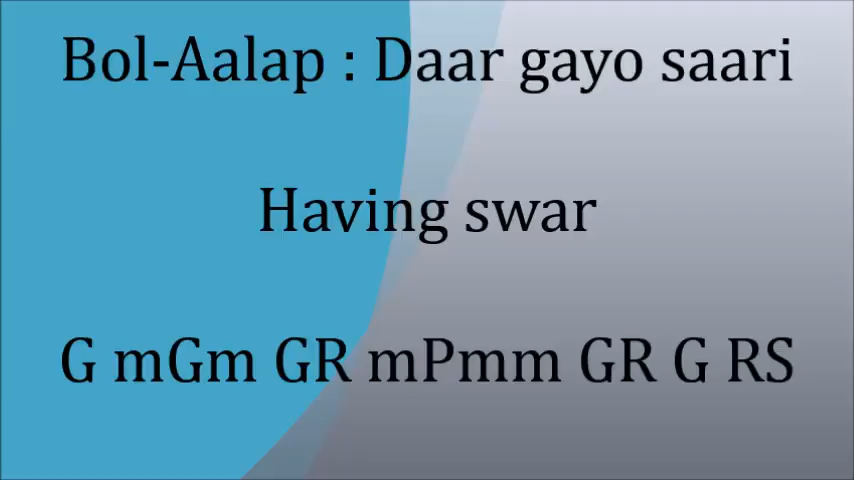 Bol-Aalap : Daar gayo saari
Having swar
G mGm GR mPmm GR G RS